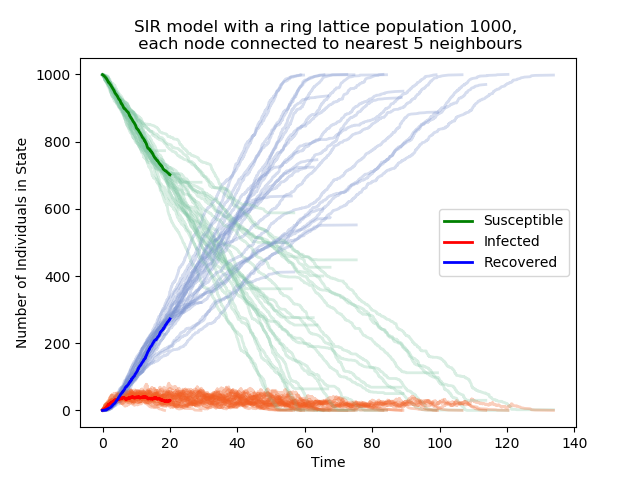 SIR model with a ring lattice population 1000,
each node connected to nearest 5 neighbours
Number of Individuals in State
1000
800
600
400
200
0
Susceptible
Infected
Recovered
0 20 40 60 80 100 120 140
Time